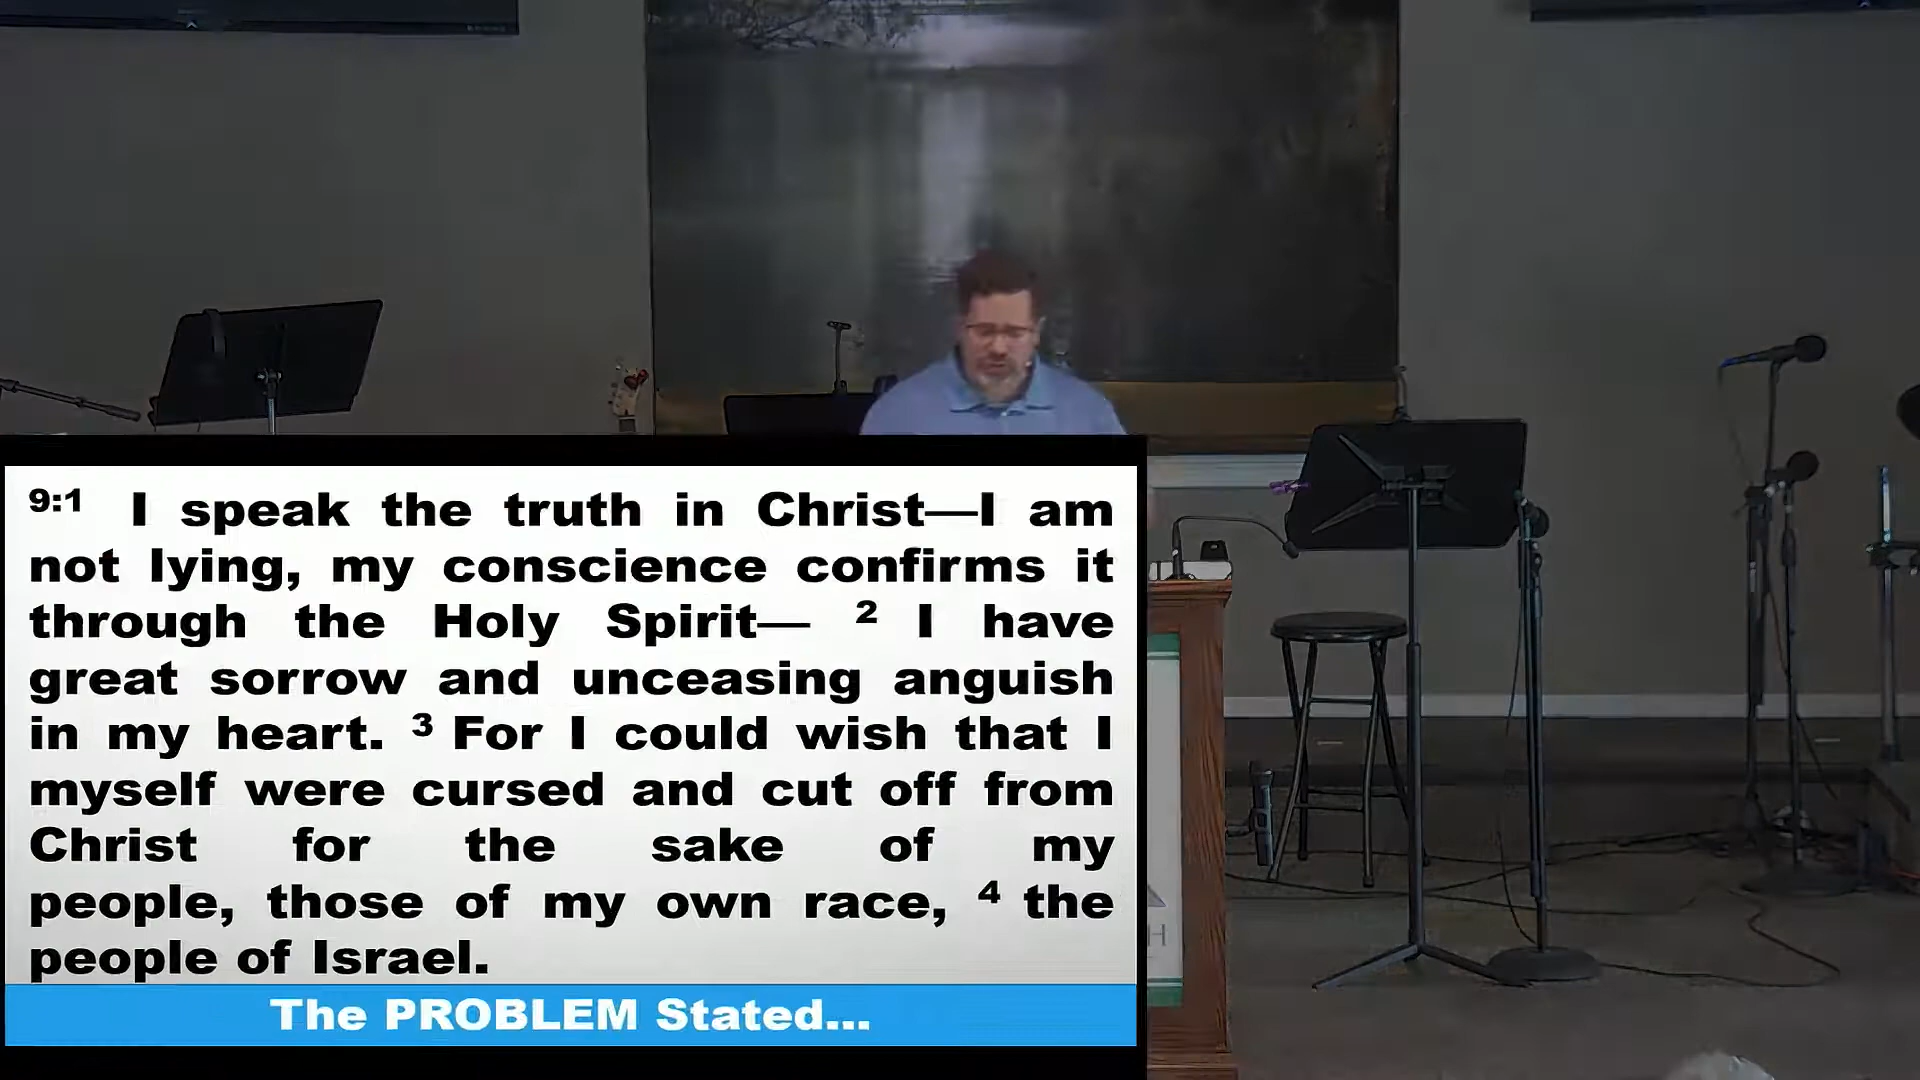 9:1 I speak the truth in Christ—I am
not lying, my conscience confirms it
through the Holy Spirit— 2 I have
great sorrow and unceasing anguish
in my heart. 3 For I could wish that I
myself were cursed and cut off from
Christ for the sake of my
people, those of my own race, 4 the
people of Israel.
The PROBLEM Stated...
H